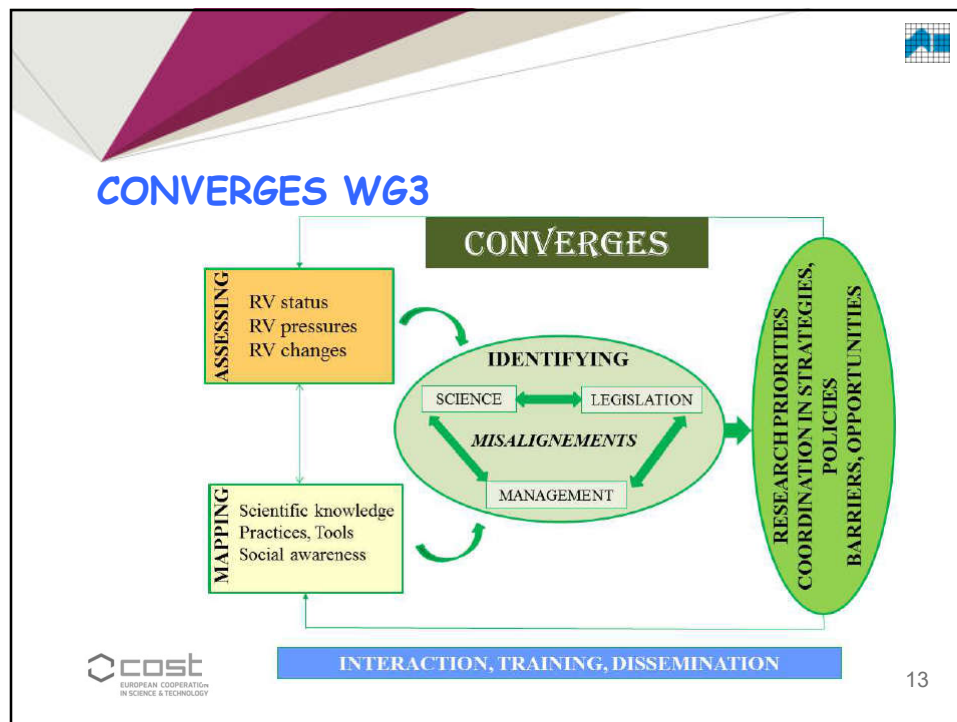 CONVERGES WG3
CONVERGES
ASSESSING
RV status
RV pressures
RV changes
IDENTIFYING
SCIENCE
LEGISLATION
MISALIGNEMENTS
MANAGEMENT
MAPPING
Scientific knowledge
Practices, Tools
Social awareness
RESEARCH PRIORITIES
COORDINATION IN STRATEGIES,
POLICIES
BARRIERS, OPPORTUNITIES
INTERACTION, TRAINING, DISSEMINATION
cost
EUROPEAN COOPERATION
IN SCIENCE & TECHNOLOGY
13